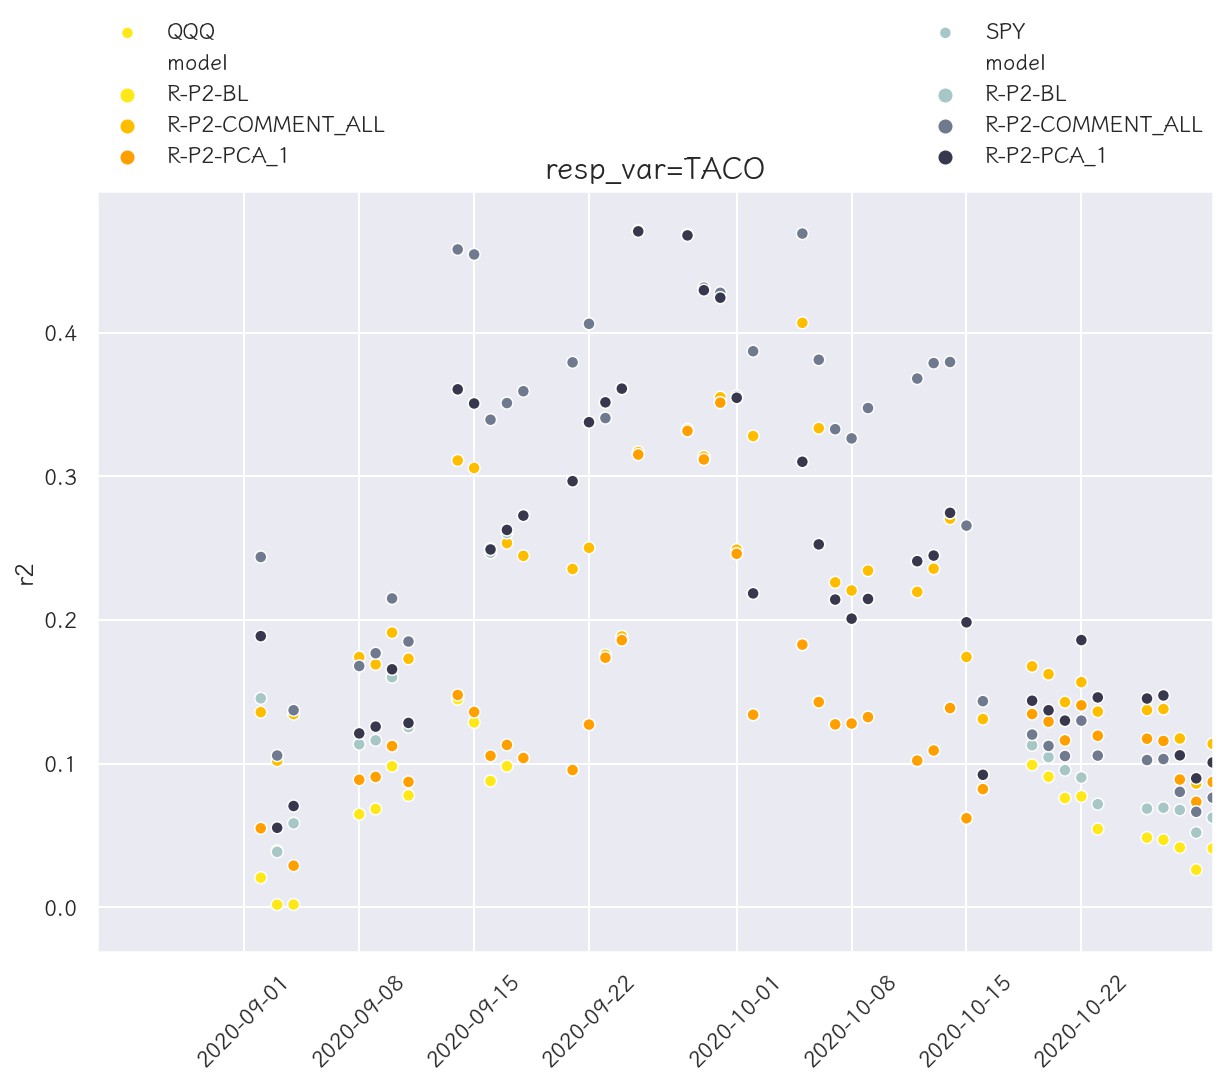 QQQ
model
R-P2-BL
R-P2-COMMENT_ALL
R-P2-PCA_1
SPY
model
R-P2-BL
R-P2-COMMENT_ALL
R-P2-PCA_1
resp_var=TACO
r2
0.4
0.3
0.2
0.1
0.0
2020-09-01
2020-09-08
2020-09-15
2020-09-22
2020-10-01
2020-10-08
2020-10-15
2020-10-22